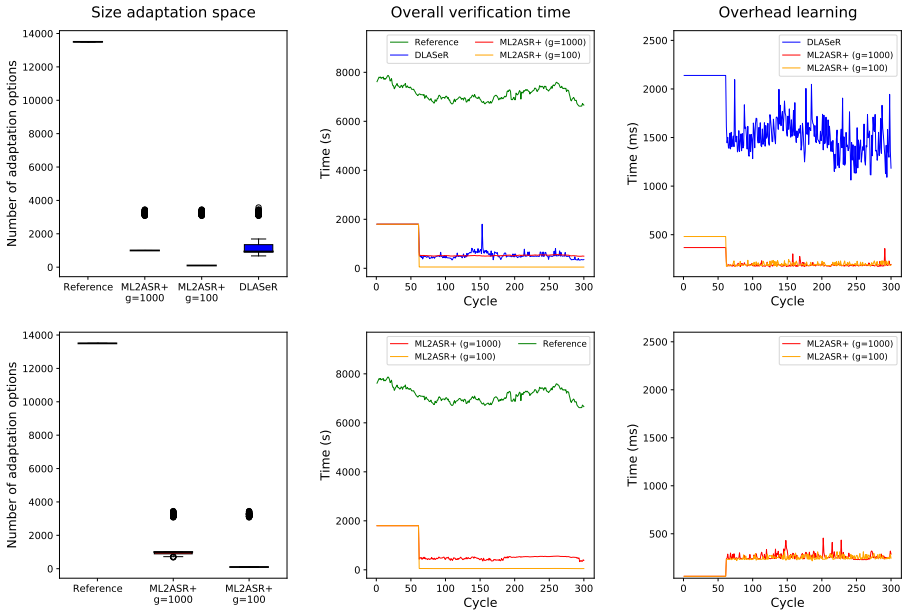 Size adaptation space
Number of adaptation options
14000
12000
10000
8000
6000
4000
2000
0
Reference
ML2ASR+
g=1000
ML2ASR+
g=100
DLASeR
Overall verification time
Time (s)
8000
6000
4000
2000
0
Reference
DLASeR
ML2ASR+ (g=1000)
ML2ASR+ (g=100)
0
50
100
150
200
250
300
Cycle
Overhead learning
Time (ms)
2500
2000
1500
1000
500
DLASeR
ML2ASR+ (g=1000)
ML2ASR+ (g=100)
0
50
100
150
200
250
300
Cycle
Number of adaptation options
14000
12000
10000
8000
6000
4000
2000
0
Reference
ML2ASR+
g=1000
ML2ASR+
g=100
Time (s)
8000
6000
4000
2000
0
ML2ASR+ (g=1000)
ML2ASR+ (g=100)
Reference
0
50
100
150
200
250
300
Cycle
Time (ms)
2500
2000
1500
1000
500
ML2ASR+ (g=1000)
ML2ASR+ (g=100)
0
50
100
150
200
250
300
Cycle